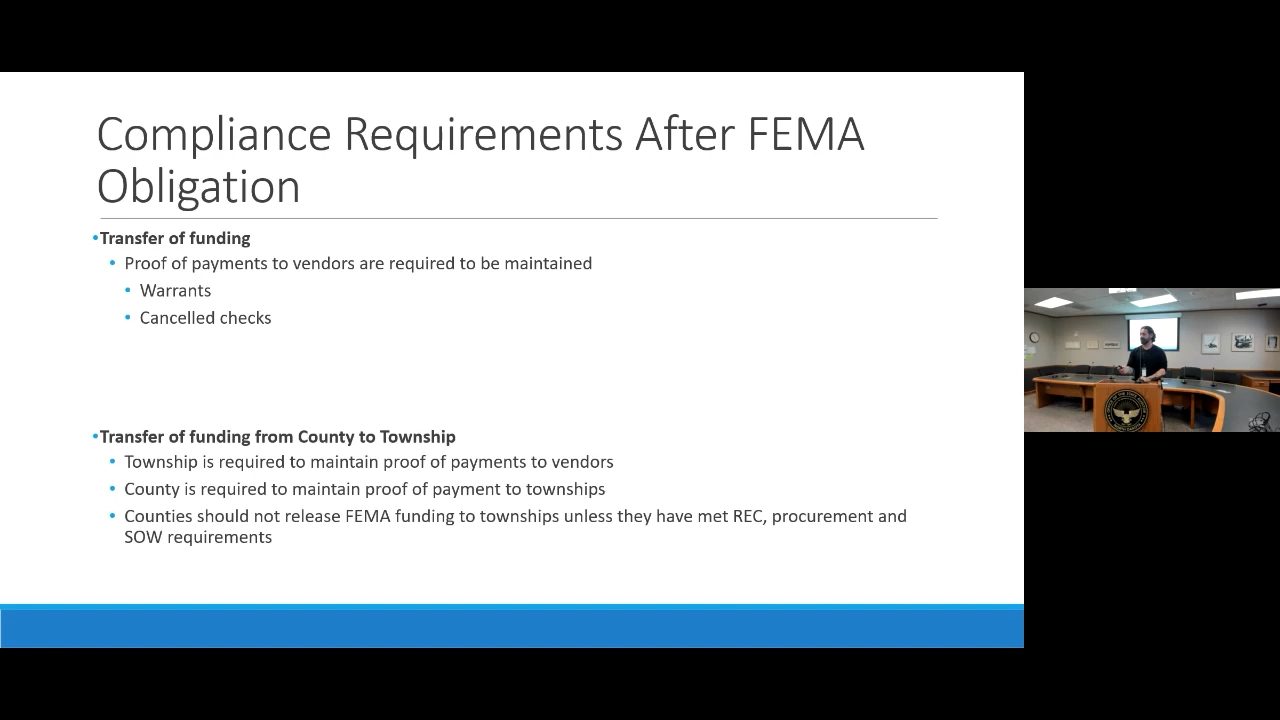 Compliance Requirements After FEMA
Obligation
•Transfer of funding
• Proof of payments to vendors are required to be maintained
• Warrants
• Cancelled checks
•Transfer of funding from County to Township
• Township is required to maintain proof of payments to vendors
• County is required to maintain proof of payment to townships
• Counties should not release FEMA funding to townships unless they have met REC, procurement and
SOW requirements